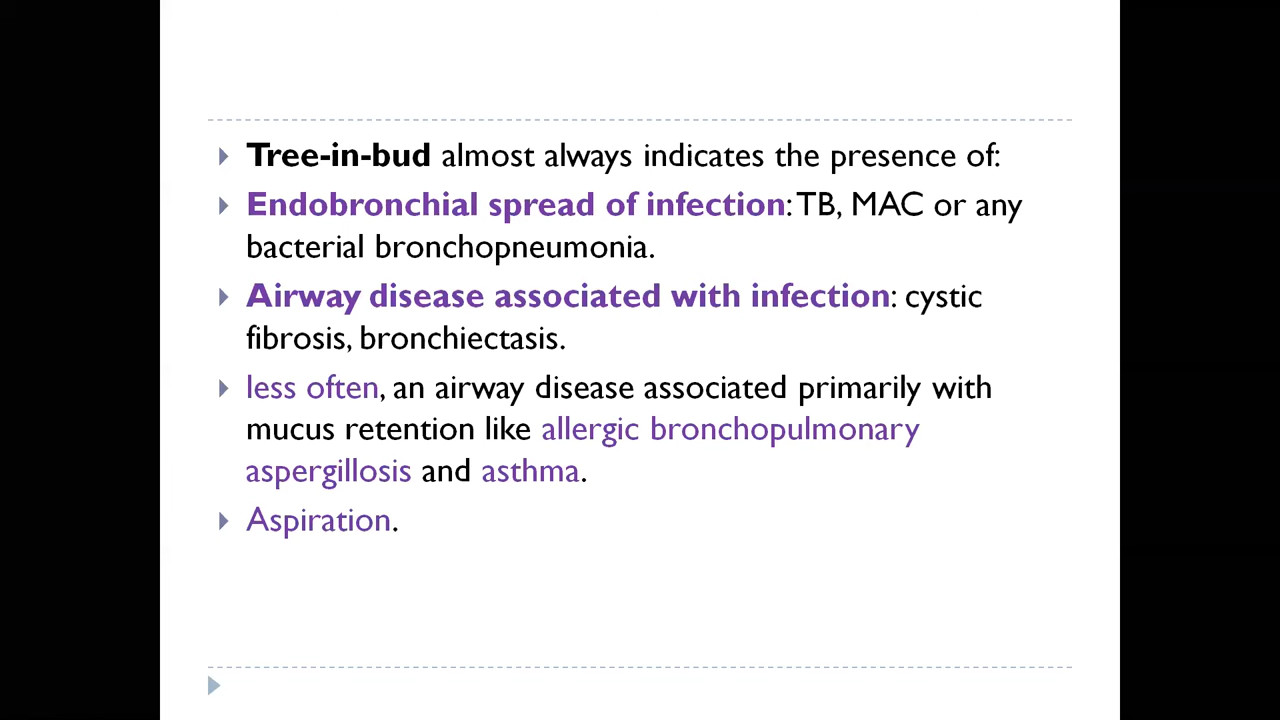 Tree-in-bud almost always indicates the presence of:
Endobronchial spread of infection: TB, MAC or any
bacterial bronchopneumonia.
Airway disease associated with infection: cystic
fibrosis, bronchiectasis.
less often, an airway disease associated primarily with
mucus retention like allergic bronchopulmonary
aspergillosis and asthma.
Aspiration.